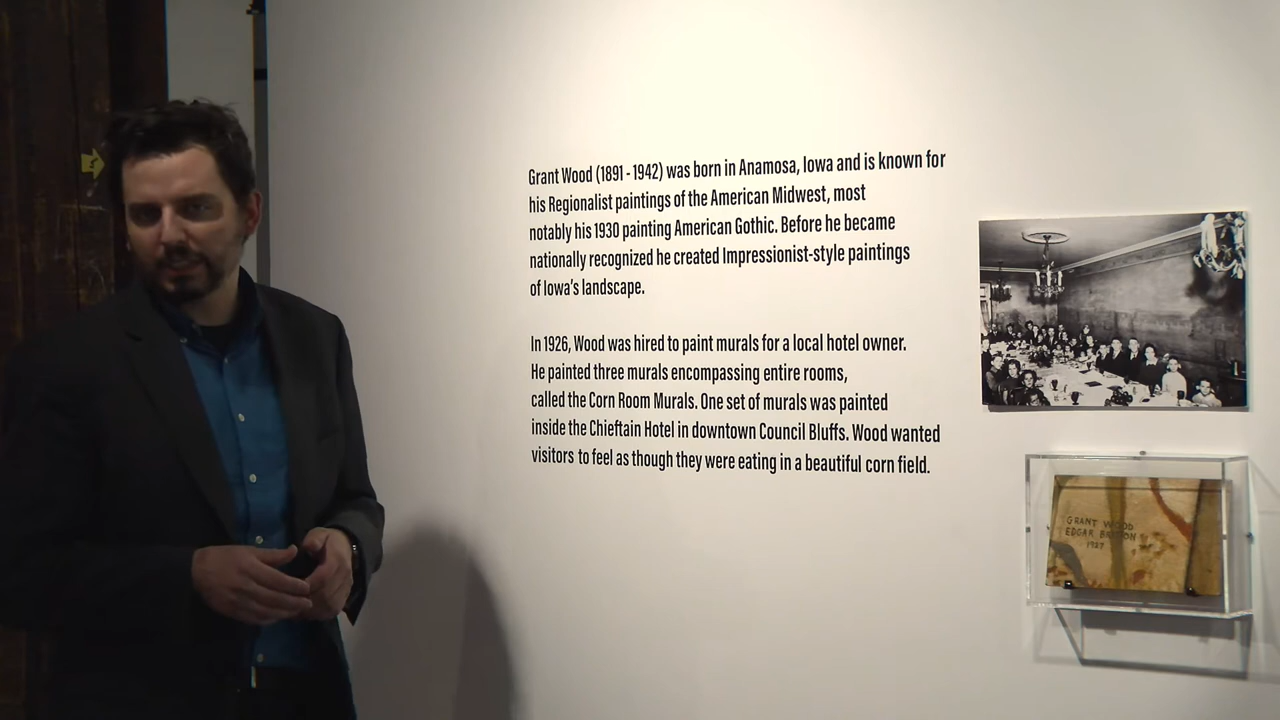 Grant Wood (1891 - 1942) was born in Anamosa, Iowa and is known for
his Regionalist paintings of the American Midwest, most
notably his 1930 painting American Gothic. Before he became
nationally recognized he created Impressionist-style paintings
of Iowa's landscape.
In 1926, Wood was hired to paint murals for a local hotel owner.
He painted three murals encompassing entire rooms,
called the Corn Room Murals. One set of murals was painted
inside the Chieftain Hotel in downtown Council Bluffs. Wood wanted
visitors to feel as though they were eating in a beautiful corn field.
GRANT WOOD
EDGAR BRITTON
1927